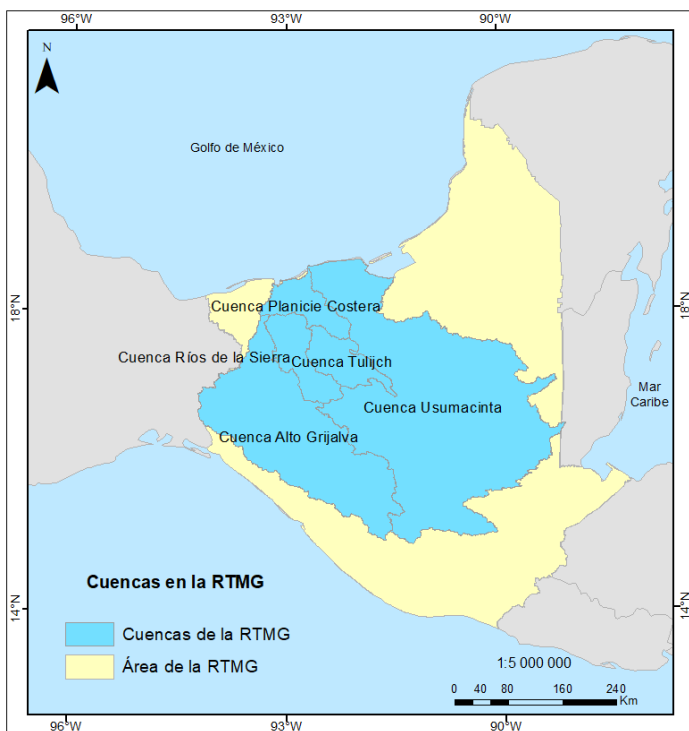 96°W 93°W 90°W
N
Golfo de México
18°N 18°N
Cuenca Planicie Costera
Cuenca Ríos de la Sierra
Cuenca Tulijch
Mar
Caribe
Cuenca Usumacinta
Cuenca Alto Grijalva
Cuencas en la RTMG
14°N 14°N
Cuencas de la RTMG
Área de la RTMG
1:5 000 000
0 40 80 160 240
Km
96°W 93°W 90°W